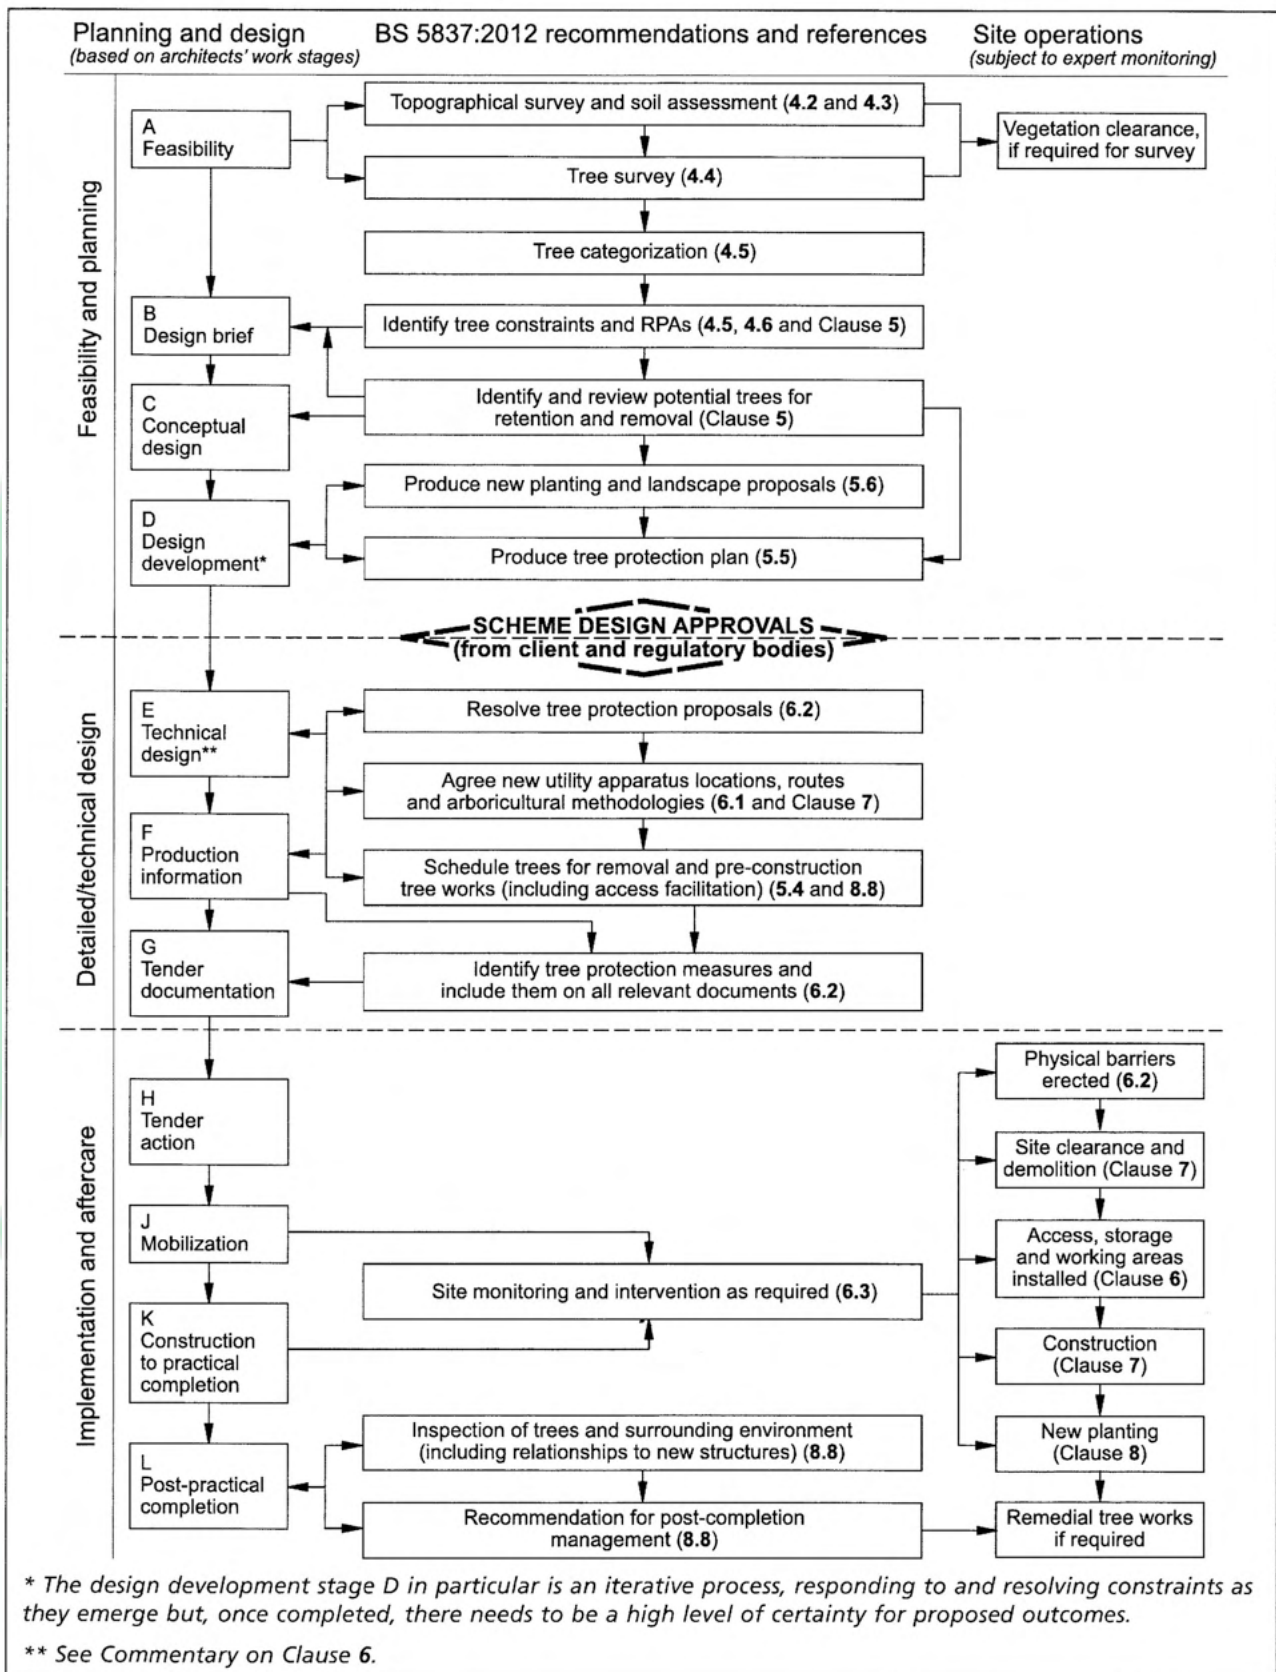 Planning and design
(based on architects' work stages)
BS 5837:2012 recommendations and references
Site operations
(subject to expert monitoring)
Feasibility and planning
A
Feasibility
Topographical survey and soil assessment (4.2 and 4.3)
Vegetation clearance,
if required for survey
Tree survey (4.4)
Tree categorization (4.5)
B
Design brief
Identify tree constraints and RPAs (4.5, 4.6 and Clause 5)
C
Conceptual
design
Identify and review potential trees for
retention and removal (Clause 5)
Produce new planting and landscape proposals (5.6)
D
Design
development*
Produce tree protection plan (5.5)
SCHEME DESIGN APPROVALS
(from client and regulatory bodies)
Detailed/technical design
E
Technical
design**
Resolve tree protection proposals (6.2)
Agree new utility apparatus locations, routes
and arboricultural methodologies (6.1 and Clause 7)
F
Production
information
Schedule trees for removal and pre-construction
tree works (including access facilitation) (5.4 and 8.8)
G
Tender
documentation
Identify tree protection measures and
include them on all relevant documents (6.2)
Implementation and aftercare
H
Tender
action
Physical barriers
erected (6.2)
Site clearance and
demolition (Clause 7)
J
Mobilization
Access, storage
and working areas
installed (Clause 6)
Site monitoring and intervention as required (6.3)
K
Construction
to practical
completion
Construction
(Clause 7)
New planting
(Clause 8)
L
Post-practical
completion
Inspection of trees and surrounding environment
(including relationships to new structures) (8.8)
Recommendation for post-completion
management (8.8)
Remedial tree works
if required
* The design development stage D in particular is an iterative process, responding to and resolving constraints as
they emerge but, once completed, there needs to be a high level of certainty for proposed outcomes.
** See Commentary on Clause 6.